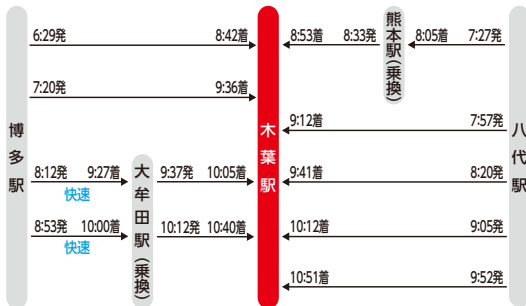 博多駅
6:29発 8:42着
7:20発 9:36着
8:12発 9:27着
快速
8:53発 10:00着
快速
大牟田駅(乗換)
9:37発 10:05着
10:12発 10:40着
木葉駅
8:53着 8:33発
熊本駅(乗換)
8:05着 7:27発
9:12着 7:57発
9:41着 8:20発
10:12着 9:05発
10:51着 9:52発
八代駅